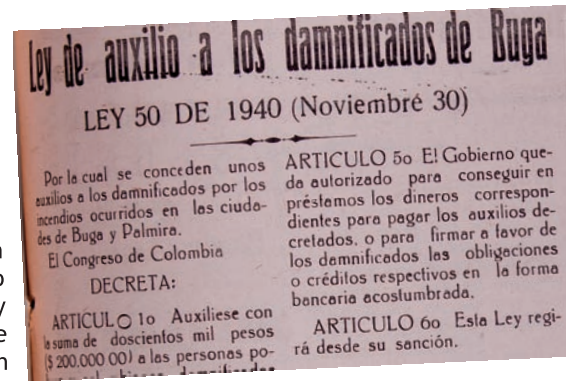 Ley de auxilio a los damnificados de Buga
LEY 50 DE 1940 (Noviembre 30)
Por la cual se conceden unos
auxilios a los damnificados por los
incendios ocurridos en las ciuda-
des de Buga y Palmira.
El Congreso de Colombia
DECRETA:
ARTICULO 1o Auxiliese con
la suma de doscientos mil pesos
($ 200.000 00) a las personas po-
ARTICULO 5o El Gobierno que-
da autorizado para conseguir en
préstamos los dineros correspon-
dientes para pagar los auxilios de-
cretados, o para firmar a favor de
los damnificados las obligaciones
o créditos respectivos en la forma
bancaria acostumbrada.
ARTICULO 6o Esta Ley regi-
rá desde su sanción.